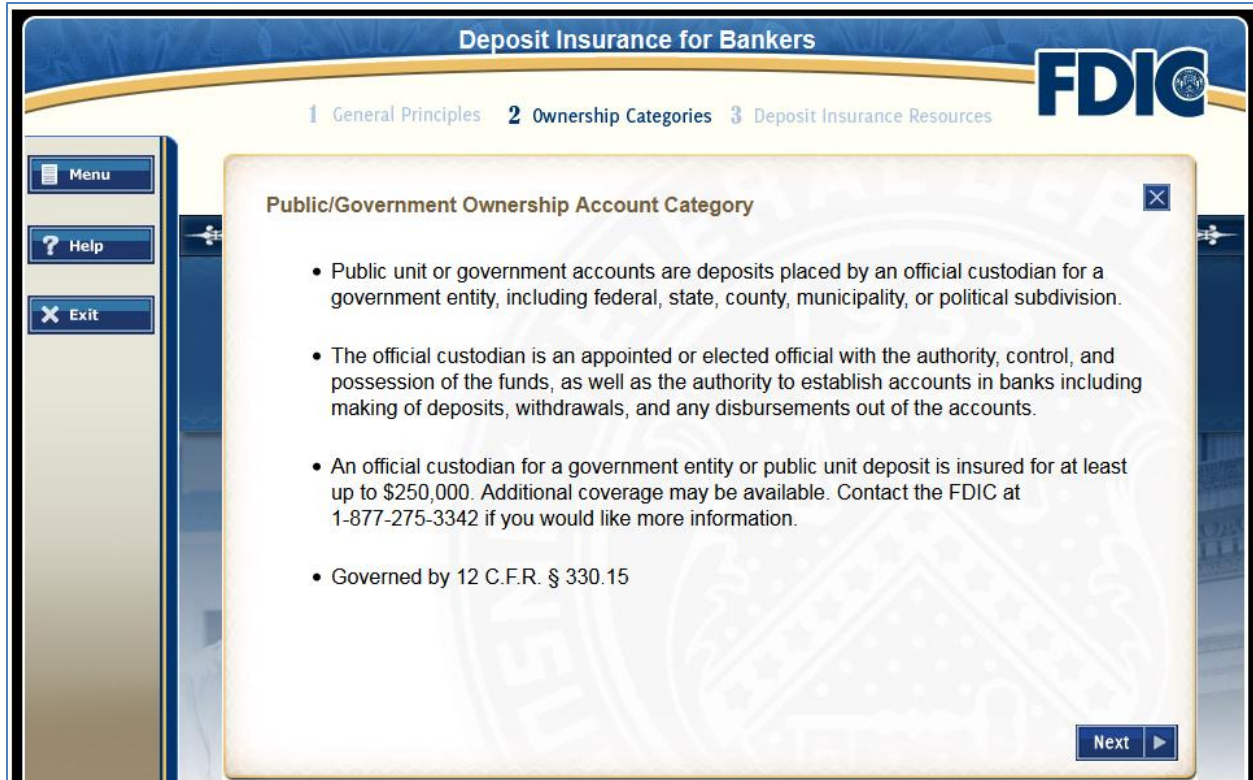 Deposit Insurance for Bankers
FDIC
1 General Principles 2 Ownership Categories 3 Deposit Insurance Resources
Menu
? Help
X Exit
Public/Government Ownership Account Category
• Public unit or government accounts are deposits placed by an official custodian for a
government entity, including federal, state, county, municipality, or political subdivision.
• The official custodian is an appointed or elected official with the authority, control, and
possession of the funds, as well as the authority to establish accounts in banks including
making of deposits, withdrawals, and any disbursements out of the accounts.
• An official custodian for a government entity or public unit deposit is insured for at least
up to $250,000. Additional coverage may be available. Contact the FDIC at
1-877-275-3342 if you would like more information.
• Governed by 12 C.F.R. § 330.15
1933
Next